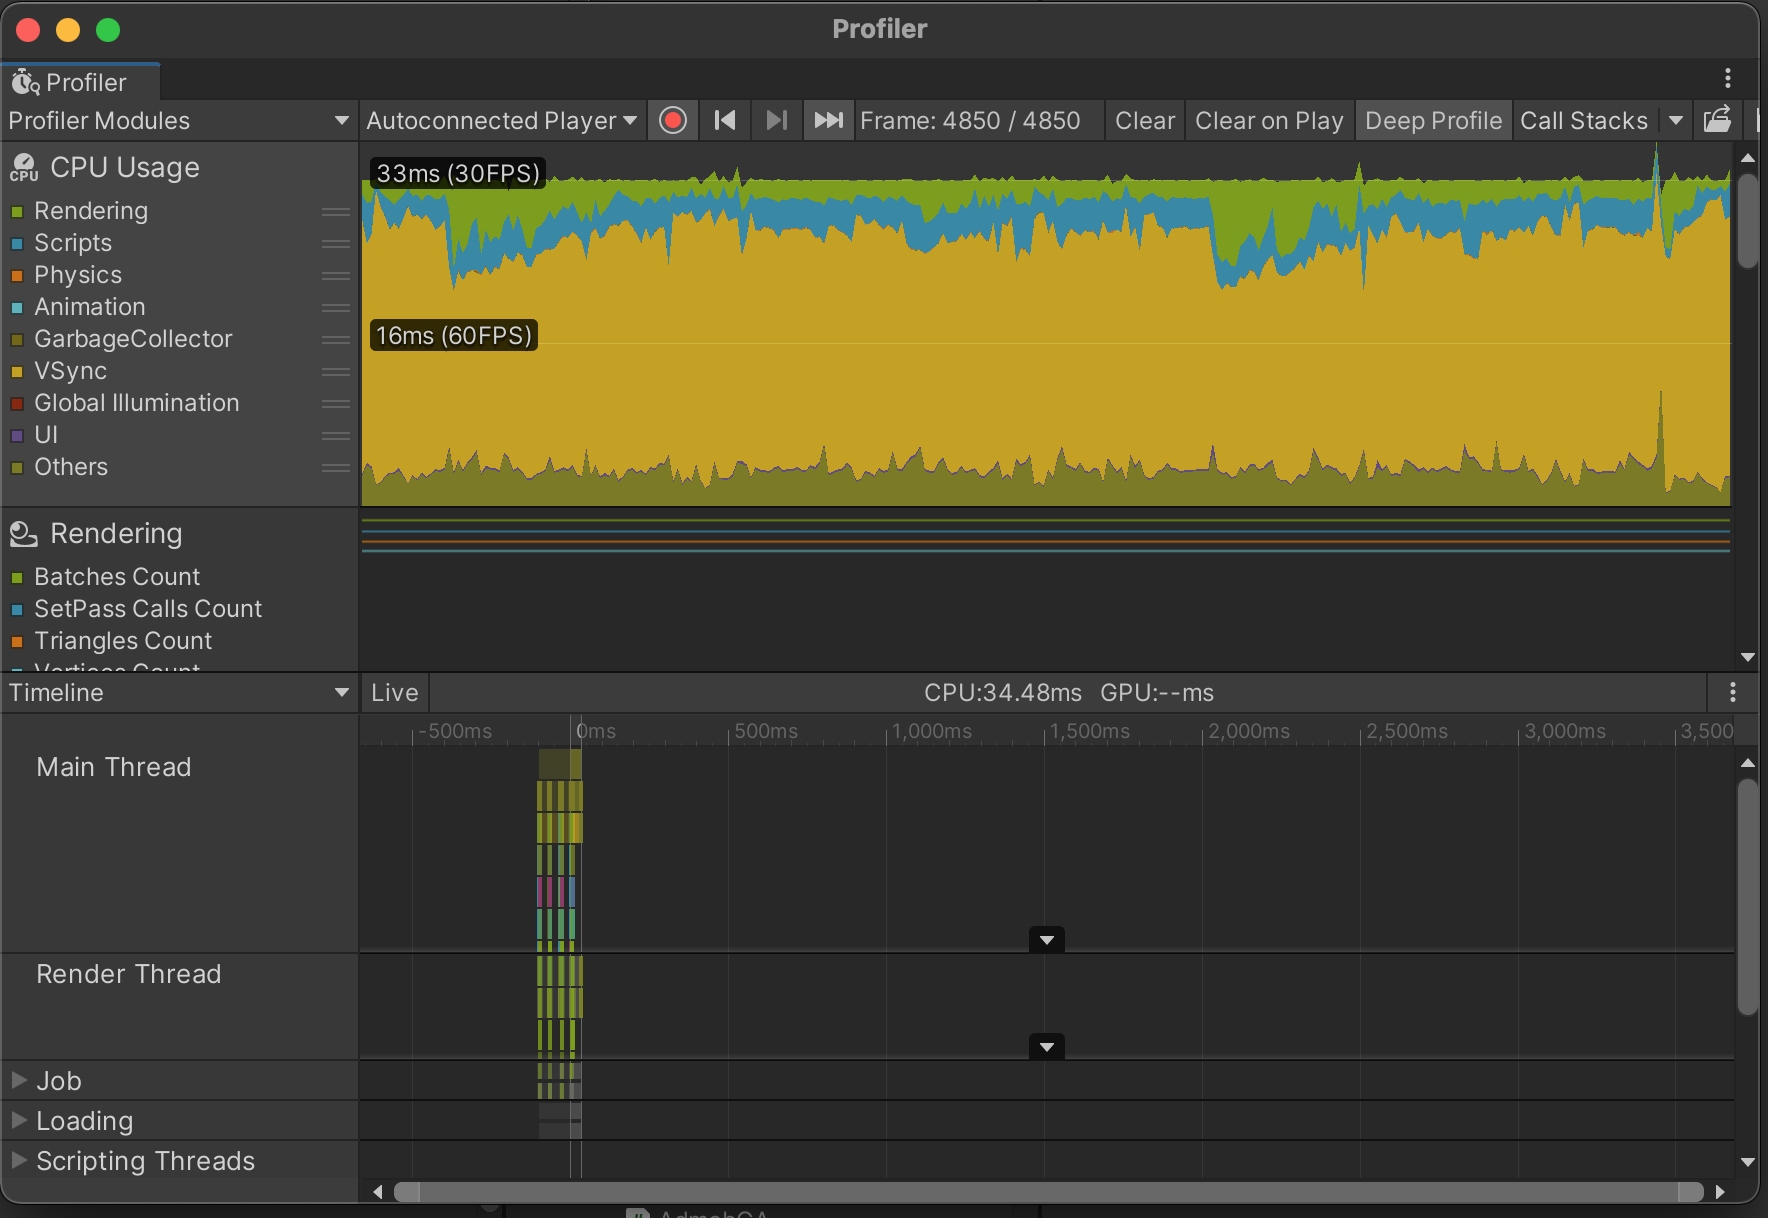 Profiler
Profiler
Profiler Modules
Autoconnected Player
Frame: 4850 / 4850
Clear
Clear on Play
Deep Profile
Call Stacks
CPU
CPU Usage
33ms (30FPS)
Rendering
Scripts
Physics
Animation
GarbageCollector
16ms (60FPS)
VSync
Global Illumination
UI
Others
Rendering
Batches Count
SetPass Calls Count
Triangles Count
Vertices Count
Timeline
Live
CPU:34.48ms GPU:--ms
-500ms
0ms
500ms
1,000ms
1,500ms
2,000ms
2,500ms
3,000ms
3,500
Main Thread
Render Thread
Job
Loading
Scripting Threads